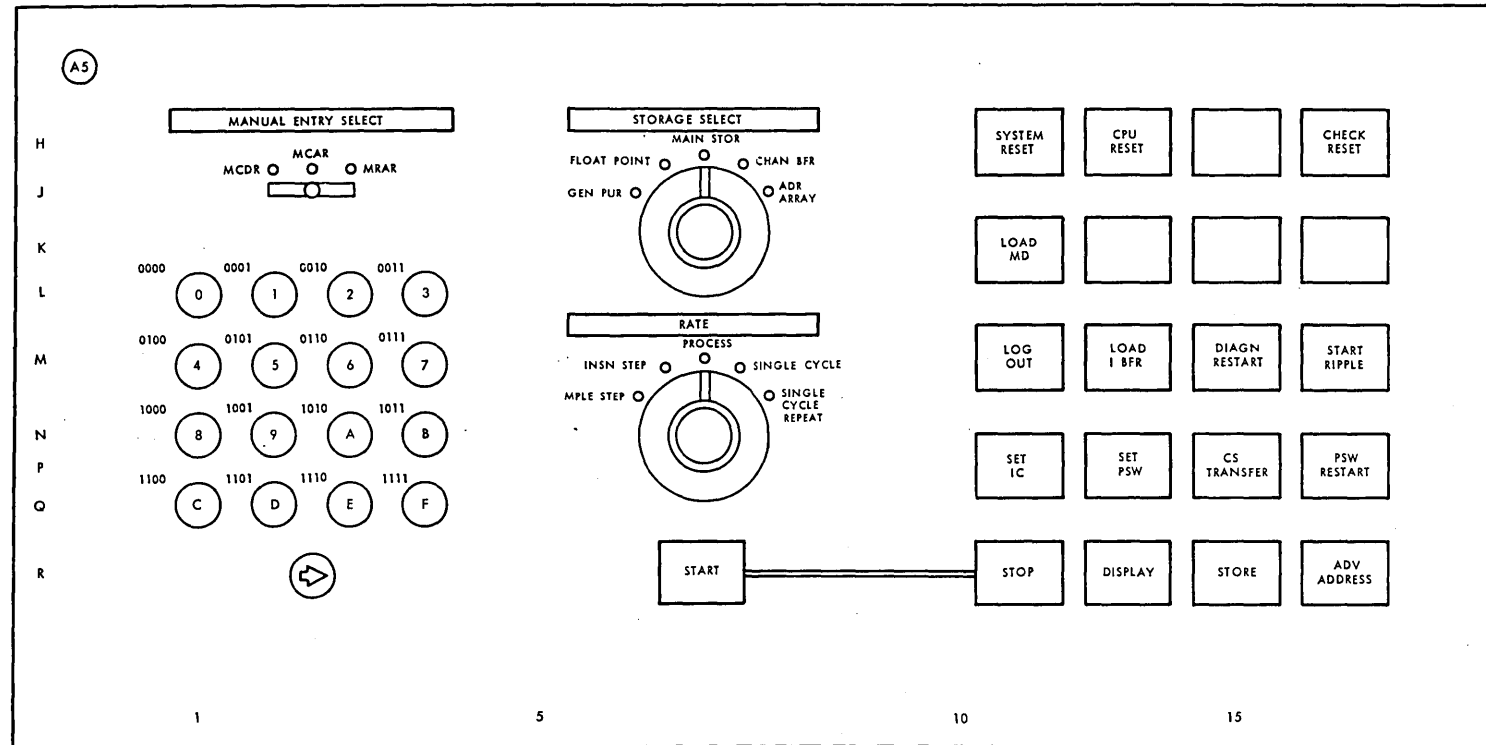 A5
MANUAL ENTRY SELECT
MCDR MCAR MRAR
STORAGE SELECT
GEN PUR
FLOAT POINT
MAIN STOR
CHAN BFR
ADR
ARRAY
SYSTEM
RESET
CPU
RESET
CHECK
RESET
H
J
K
L
M
N
P
Q
R
LOAD
MD
0000 0001 0010 0011
0 1 2 3
0100 0101 0110 0111
4 5 6 7
1000 1001 1010 1011
8 9 A B
1100 1101 1110 1111
C D E F
RATE
MPLE STEP
INSN STEP
PROCESS
SINGLE CYCLE
SINGLE
CYCLE
REPEAT
LOG
OUT
LOAD
I BFR
DIAGN
RESTART
START
RIPPLE
SET
IC
SET
PSW
CS
TRANSFER
PSW
RESTART
START
STOP
DISPLAY
STORE
ADV
ADDRESS
1 5 10 15